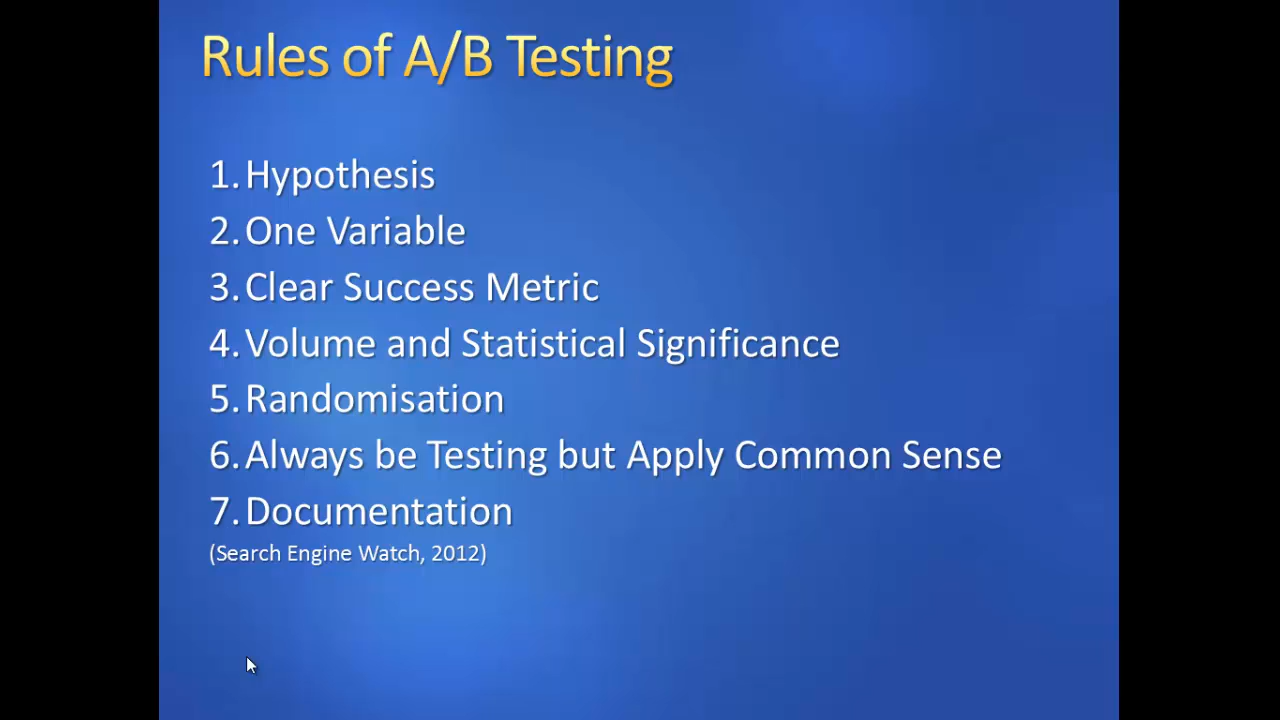 Rules of A/B Testing
1. Hypothesis
2. One Variable
3. Clear Success Metric
4. Volume and Statistical Significance
5. Randomisation
6. Always be Testing but Apply Common Sense
7. Documentation
(Search Engine Watch, 2012)